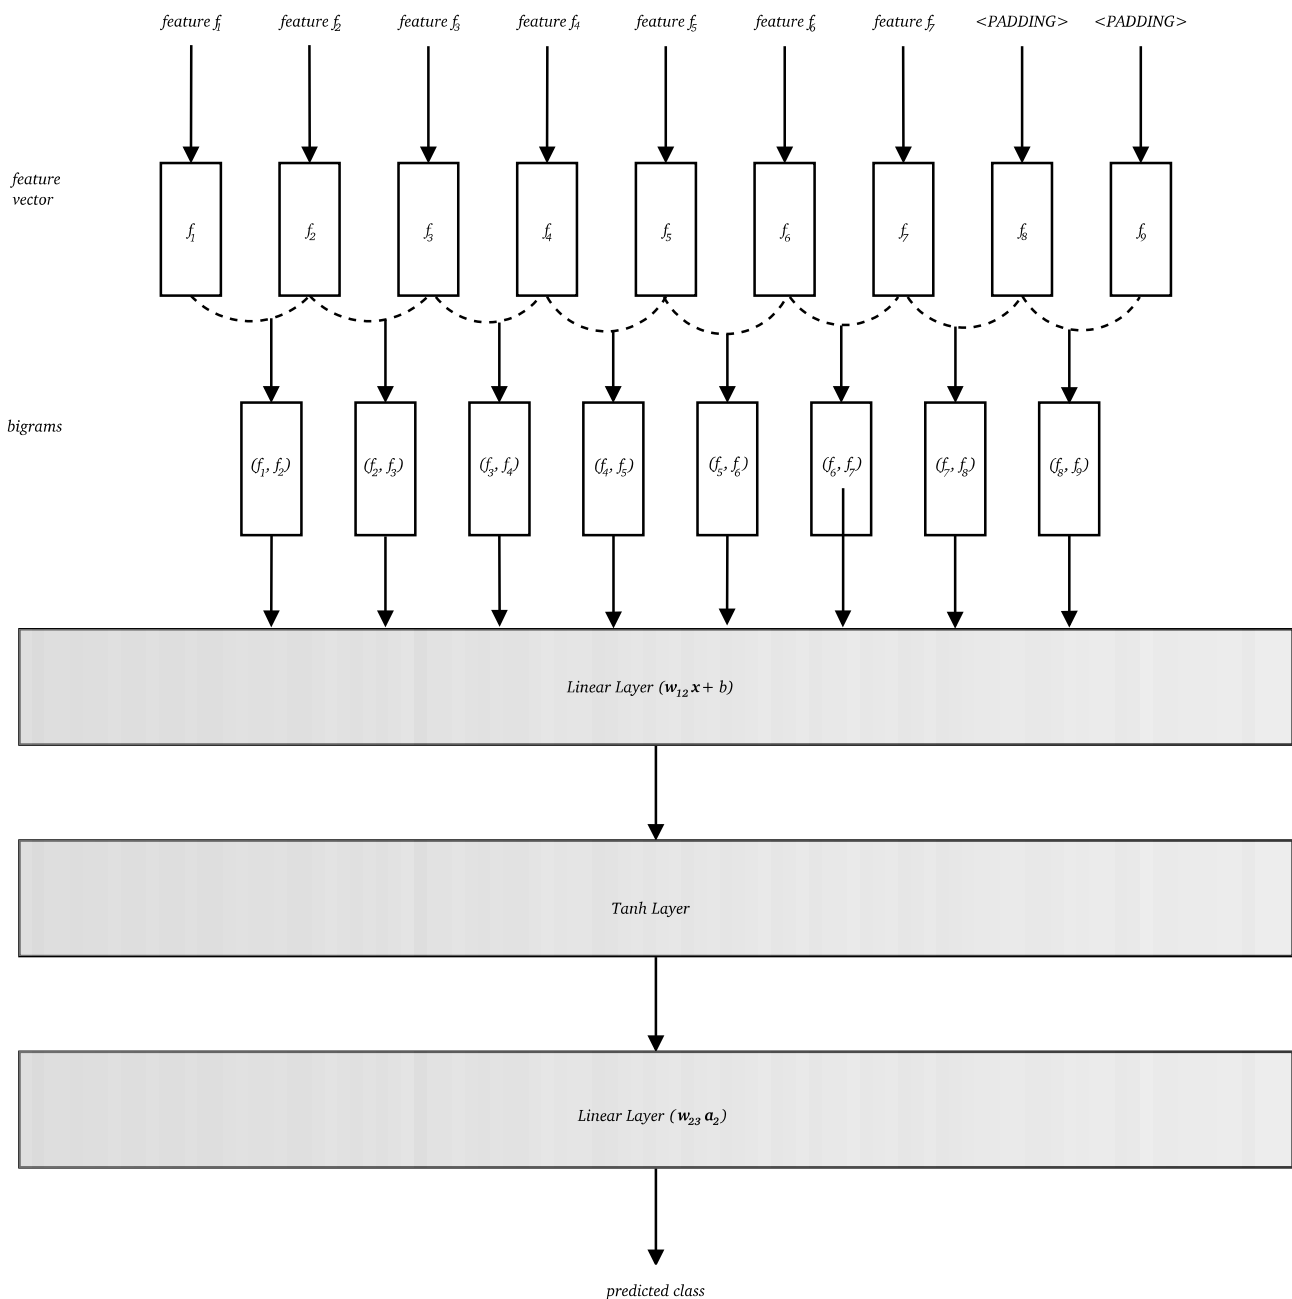 feature f1 feature f2 feature f3 feature f4 feature f5 feature f6 feature f7 <PADDING> <PADDING>
feature
vector
f1 f2 f3 f4 f5 f6 f7 f8 f9
bigrams
(f1, f2) (f2, f3) (f3, f4) (f4, f5) (f5, f6) (f6, f7) (f7, f8) (f8, f9)
Linear Layer (w12 x + b)
Tanh Layer
Linear Layer (w23 a2)
predicted class